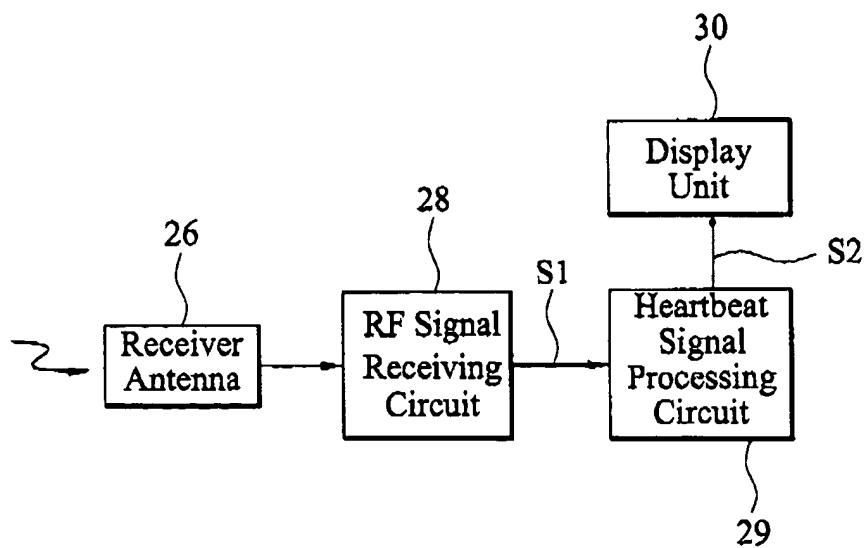 30
Display
Unit
28
26
S1
S2
Receiver
Antenna
RF Signal
Receiving
Circuit
Heartbeat
Signal
Processing
Circuit
29